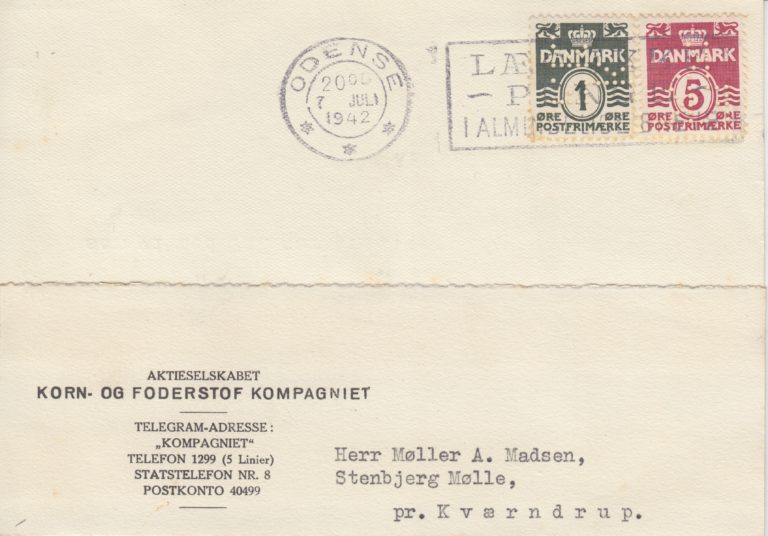 ODENSE
20
7 JULI
1942
DANMARK
1
ØRE ØRE
POSTFRIMÆRKE
DANMARK
5
ØRE ØRE
POSTFRIMÆRKE
AKTIESELSKABET
KORN- OG FODERSTOF KOMPAGNIET
TELEGRAM-ADRESSE:
„KOMPAGNIET“
TELEFON 1299 (5 Linier)
STATSTELEFON NR. 8
POSTKONTO 40499
Herr Møller A. Madsen,
Stenbjerg Mølle,
pr. Kværndrup.